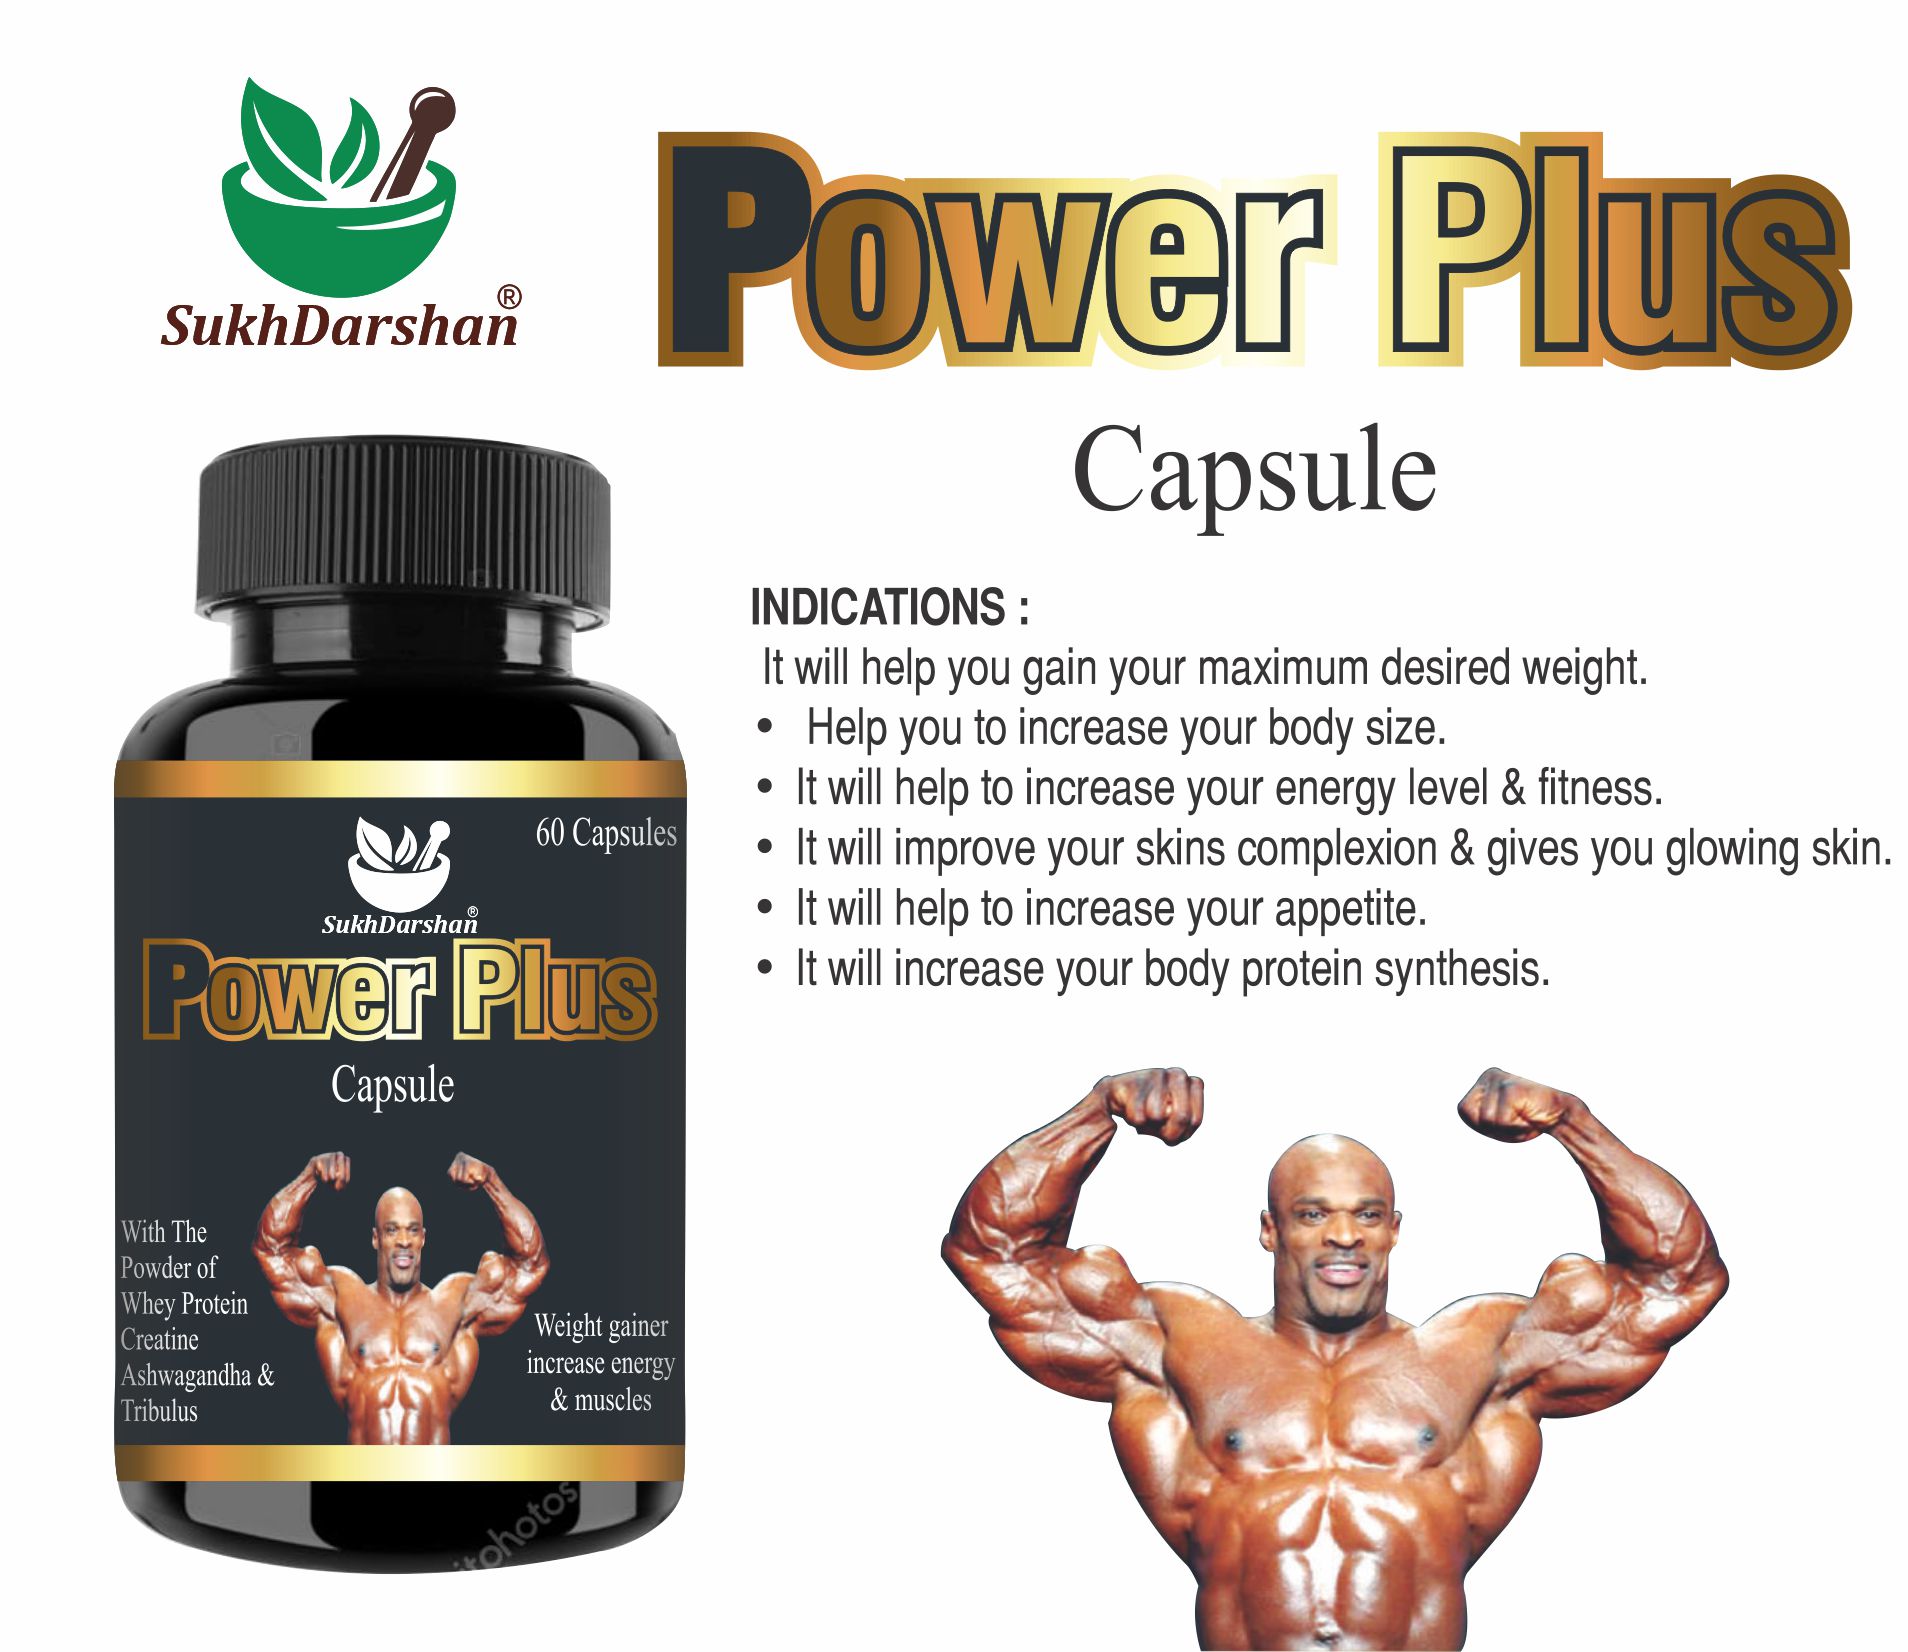 SukhDarshan®
Power Plus
Capsule
INDICATIONS :
It will help you gain your maximum desired weight.
• Help you to increase your body size.
• It will help to increase your energy level & fitness.
• It will improve your skins complexion & gives you glowing skin.
• It will help to increase your appetite.
• It will increase your body protein synthesis.
60 Capsules
SukhDarshan®
Power Plus
Capsule
With The
Powder of
Whey Protein
Creatine
Ashwagandha &
Tribulus
Weight gainer
increase energy
& muscles